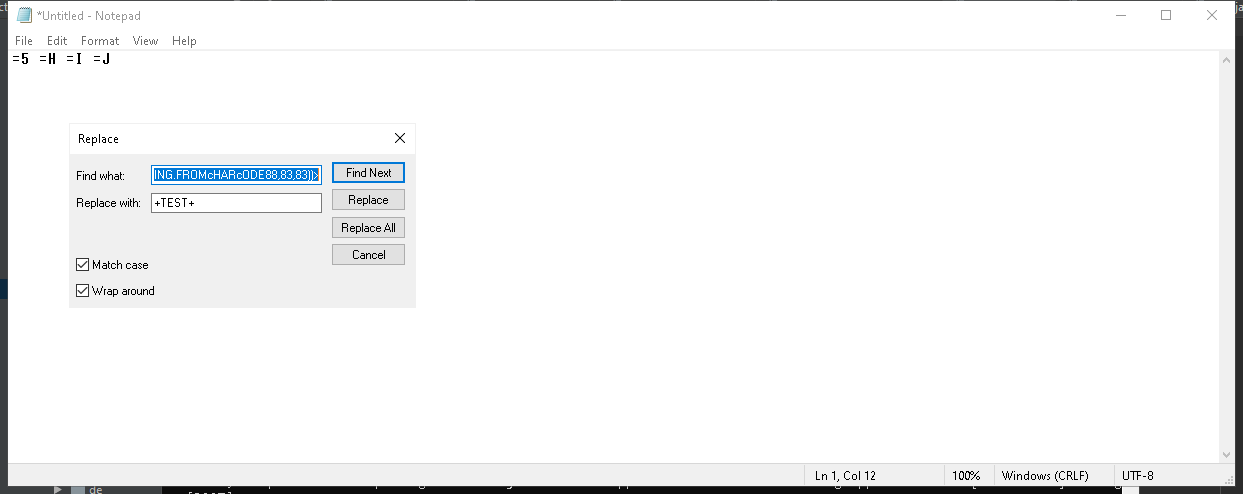 *Untitled - Notepad
File Edit Format View Help
=5 =H =I =J
Replace
Find what: ING.FROMcHARcODE88,83,83))> Find Next
Replace with: +TEST+ Replace
Replace All
Cancel
Match case
Wrap around
Ln 1, Col 12 100% Windows (CRLF) UTF-8
de